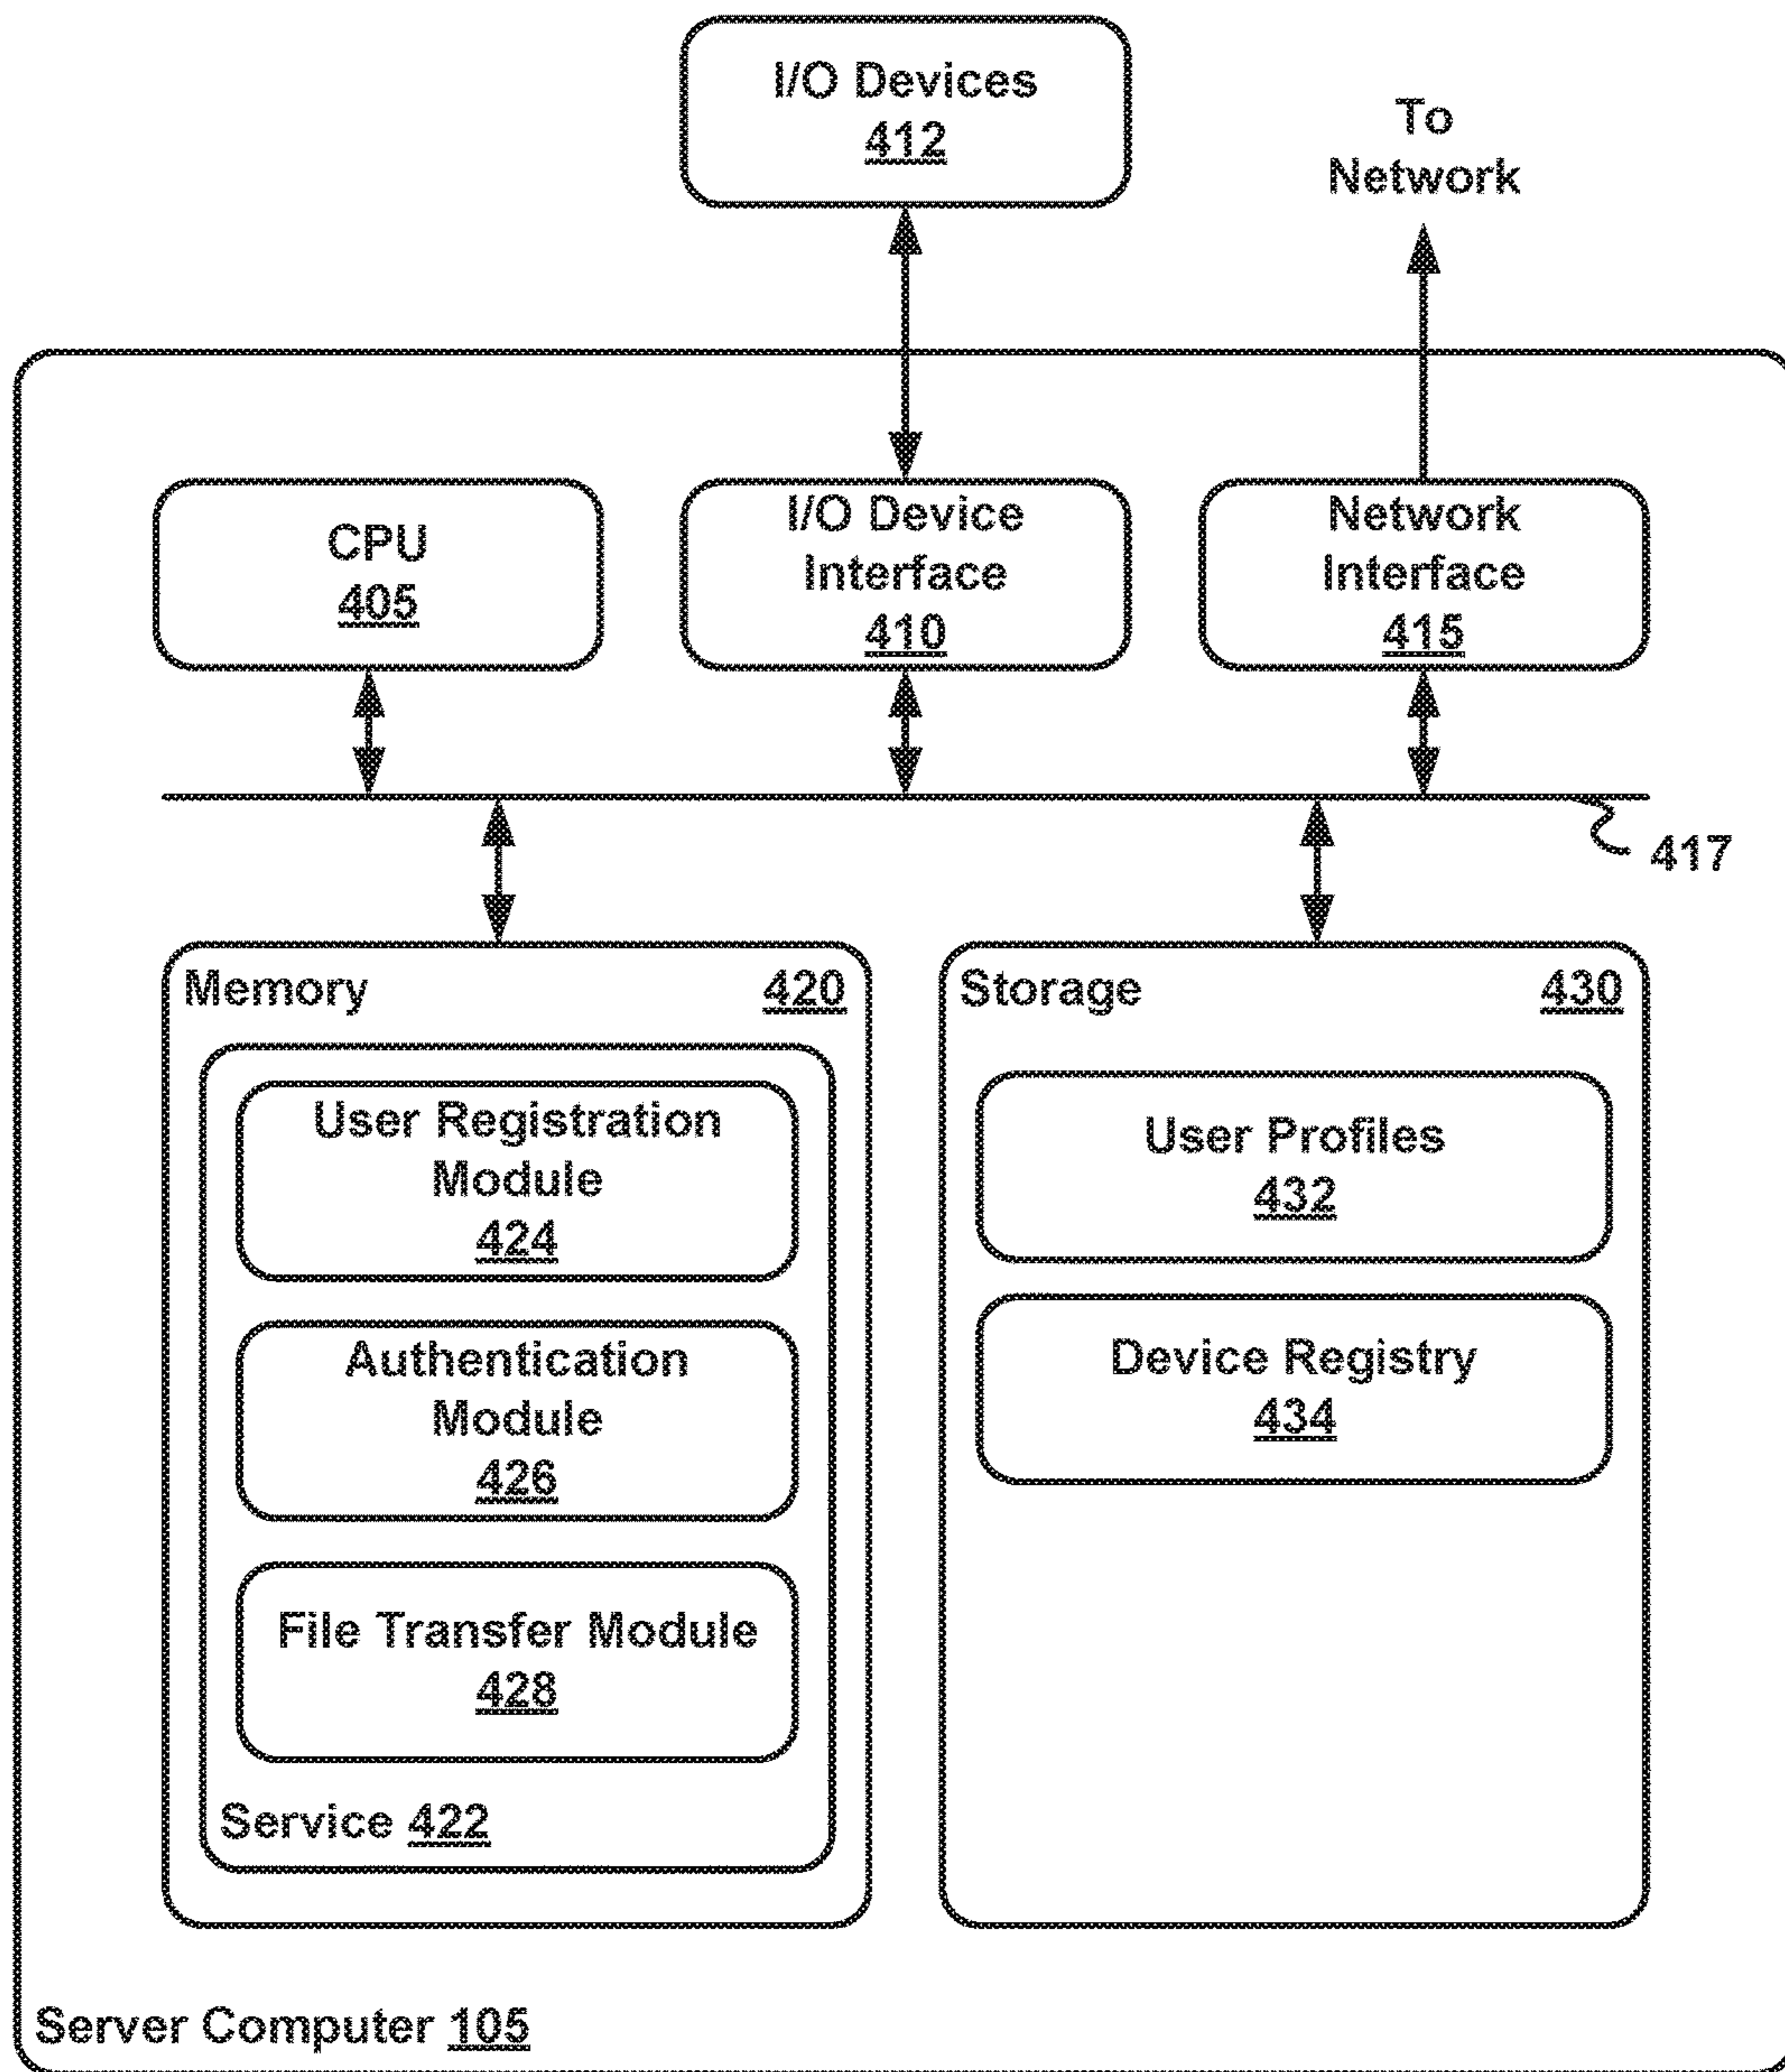 I/O Devices
412
To
Network
CPU
405
I/O Device
Interface
410
Network
Interface
415
417
Memory
420
User Registration
Module
424
Authentication
Module
426
File Transfer Module
428
Service 422
Storage
430
User Profiles
432
Device Registry
434
Server Computer 105